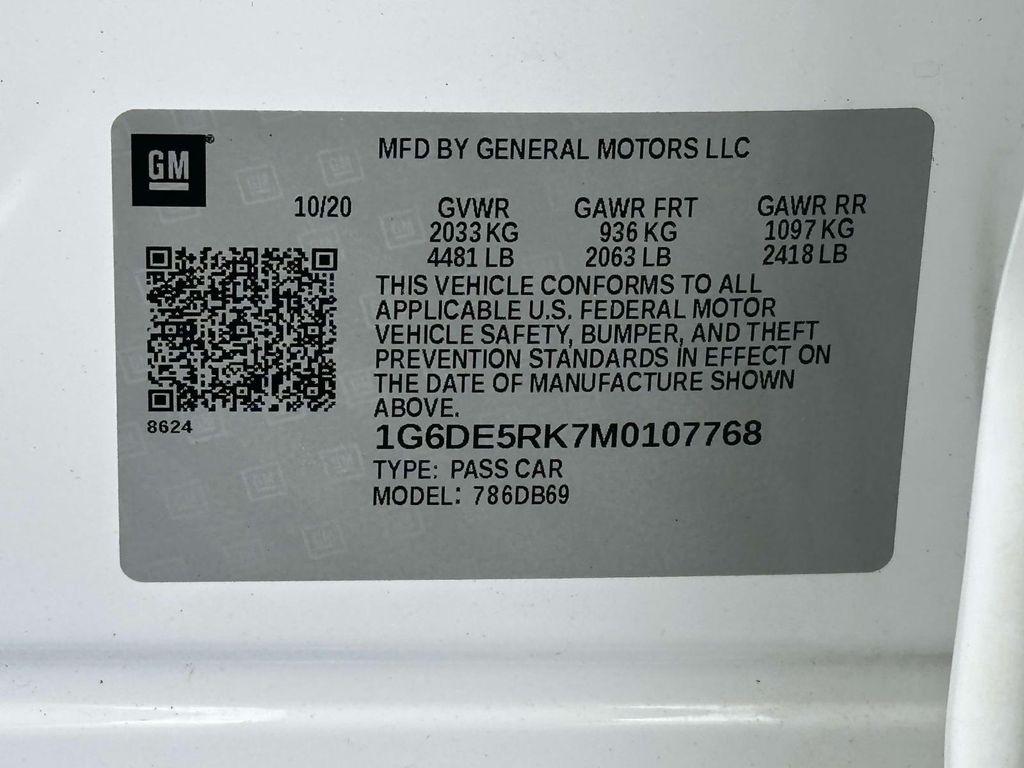 GM
MFD BY GENERAL MOTORS LLC
10/20 GVWR GAWR FRT GAWR RR
2033 KG 936 KG 1097 KG
4481 LB 2063 LB 2418 LB
THIS VEHICLE CONFORMS TO ALL
APPLICABLE U.S. FEDERAL MOTOR
VEHICLE SAFETY, BUMPER, AND THEFT
PREVENTION STANDARDS IN EFFECT ON
THE DATE OF MANUFACTURE SHOWN
ABOVE.
8624
1G6DE5RK7M0107768
TYPE: PASS CAR
MODEL: 786DB69